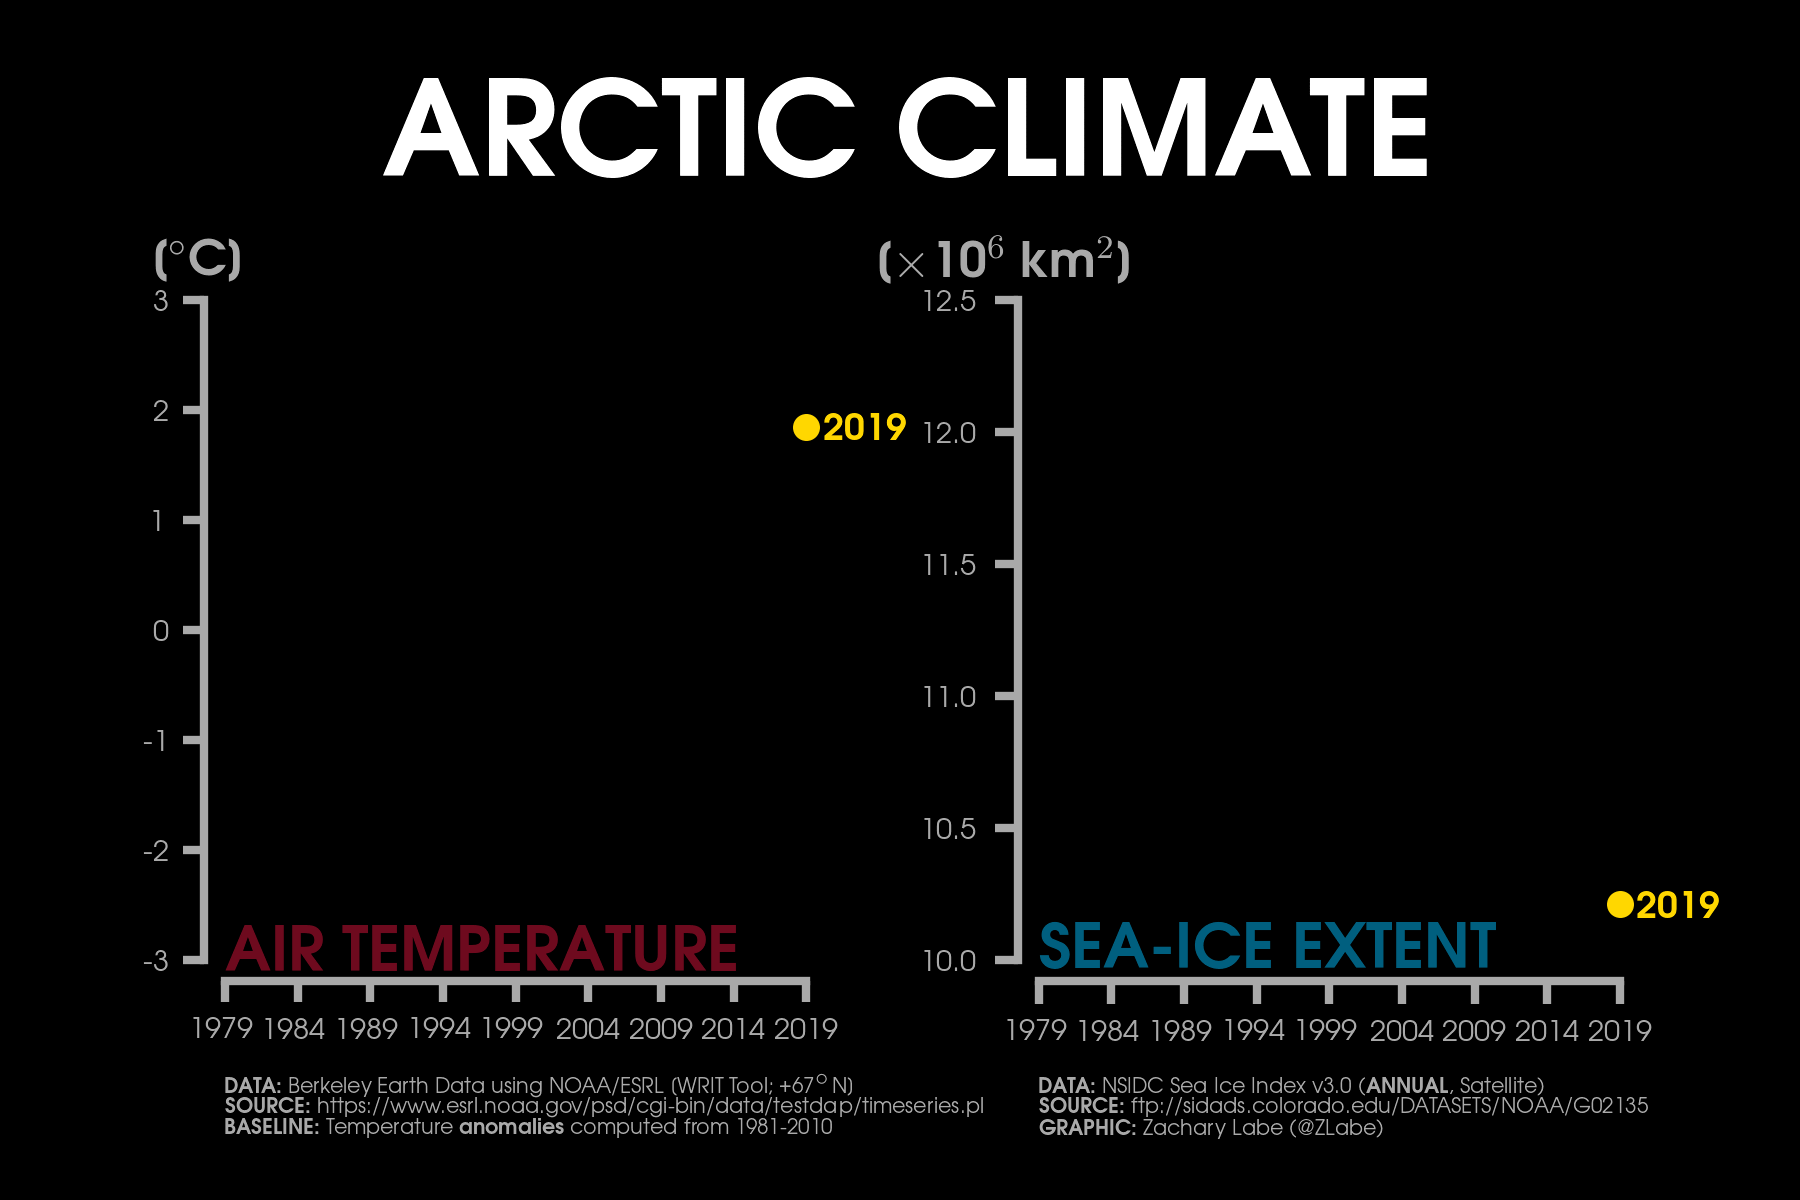 ARCTIC CLIMATE
(°C)
3
2
1
0
-1
-2
-3
2019
AIR TEMPERATURE
1979 1984 1989 1994 1999 2004 2009 2014 2019
DATA: Berkeley Earth Data using NOAA/ESRL (WRIT Tool; +67° N)
SOURCE: https://www.esrl.noaa.gov/psd/cgi-bin/data/testdap/timeseries.pl
BASELINE: Temperature anomalies computed from 1981-2010
(×10⁶ km²)
12.5
12.0
11.5
11.0
10.5
10.0
2019
SEA-ICE EXTENT
1979 1984 1989 1994 1999 2004 2009 2014 2019
DATA: NSIDC Sea Ice Index v3.0 (ANNUAL, Satellite)
SOURCE: ftp://sidads.colorado.edu/DATASETS/NOAA/G02135
GRAPHIC: Zachary Labe (@ZLabe)